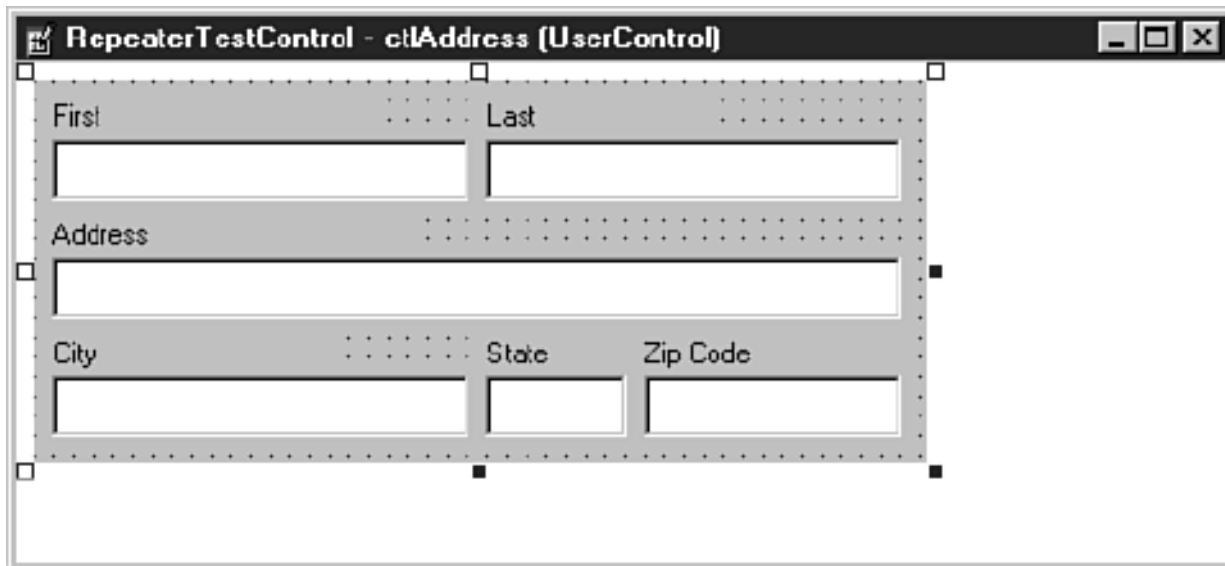 RepeaterTestControl - ctlAddress (UserControl)
First Last
Address
City State Zip Code